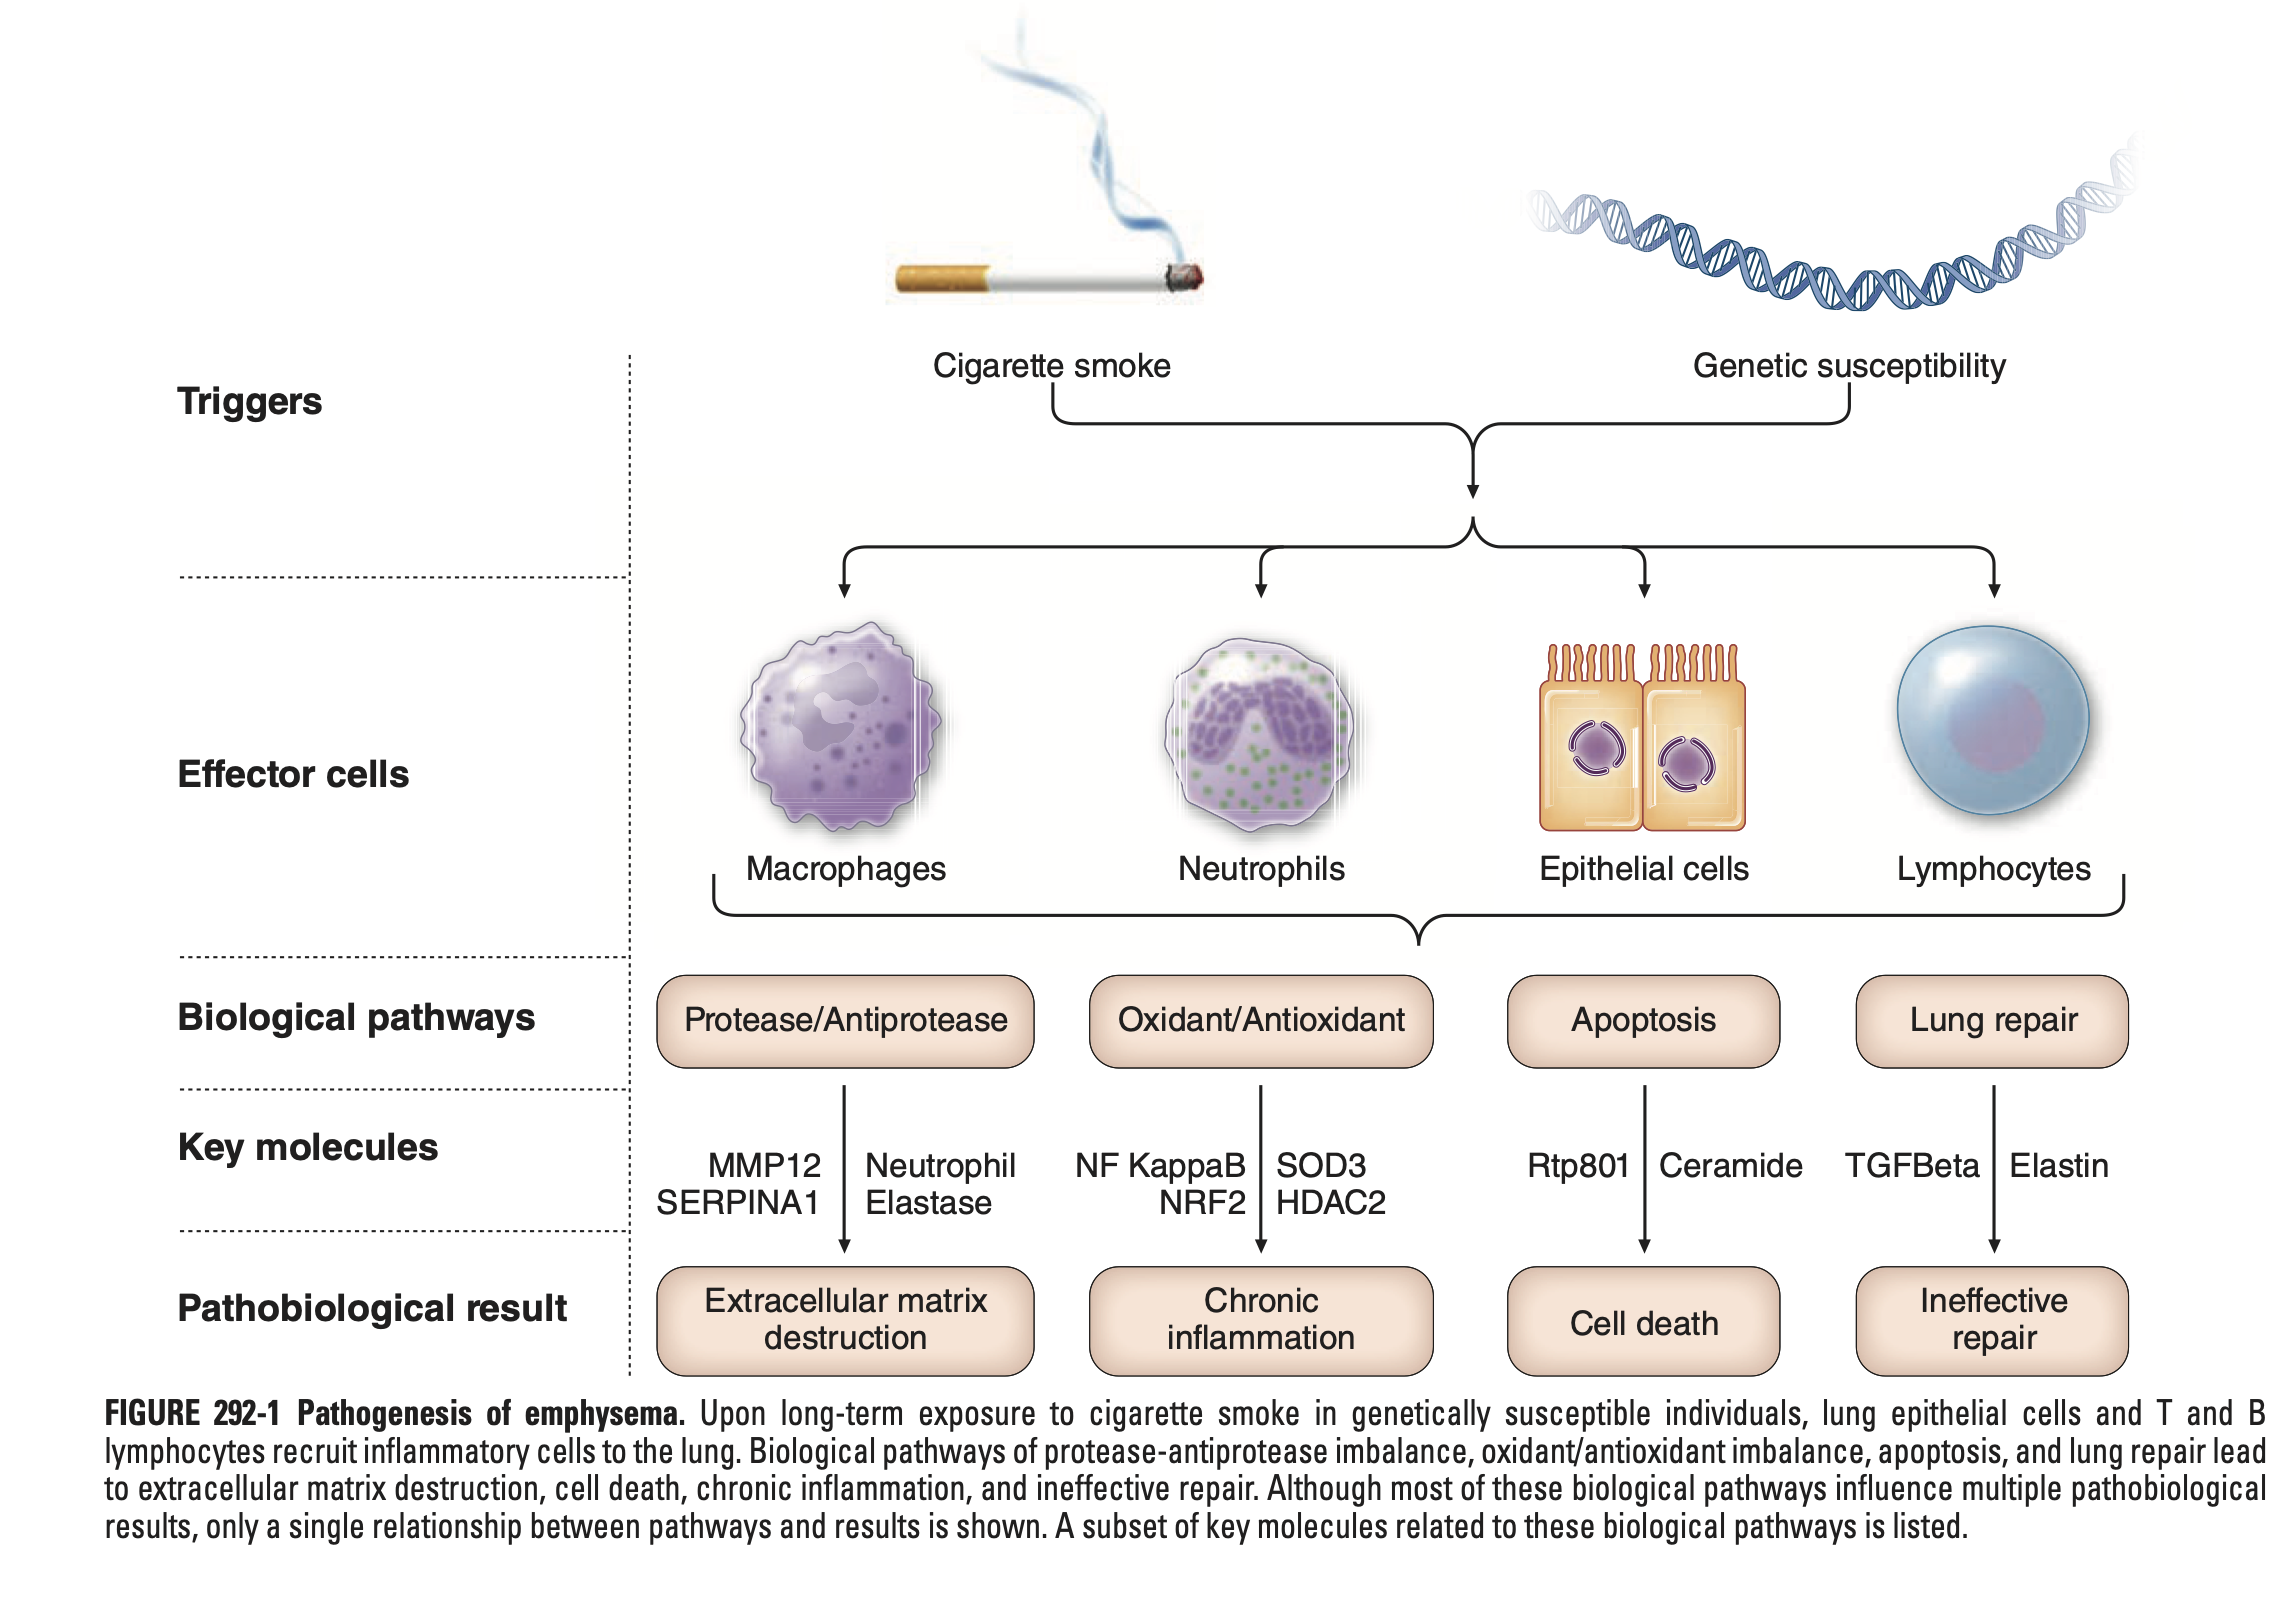 Cigarette smoke
Genetic susceptibility
Triggers
Effector cells
Macrophages
Neutrophils
Epithelial cells
Lymphocytes
Biological pathways
Protease/Antiprotease
Oxidant/Antioxidant
Apoptosis
Lung repair
Key molecules
MMP12
SERPINA1
Neutrophil
Elastase
NF KappaB
NRF2
SOD3
HDAC2
Rtp801
Ceramide
TGFBeta
Elastin
Pathobiological result
Extracellular matrix
destruction
Chronic
inflammation
Cell death
Ineffective
repair
FIGURE 292-1 Pathogenesis of emphysema. Upon long-term exposure to cigarette smoke in genetically susceptible individuals, lung epithelial cells and T and B
lymphocytes recruit inflammatory cells to the lung. Biological pathways of protease-antiprotease imbalance, oxidant/antioxidant imbalance, apoptosis, and lung repair lead
to extracellular matrix destruction, cell death, chronic inflammation, and ineffective repair. Although most of these biological pathways influence multiple pathobiological
results, only a single relationship between pathways and results is shown. A subset of key molecules related to these biological pathways is listed.